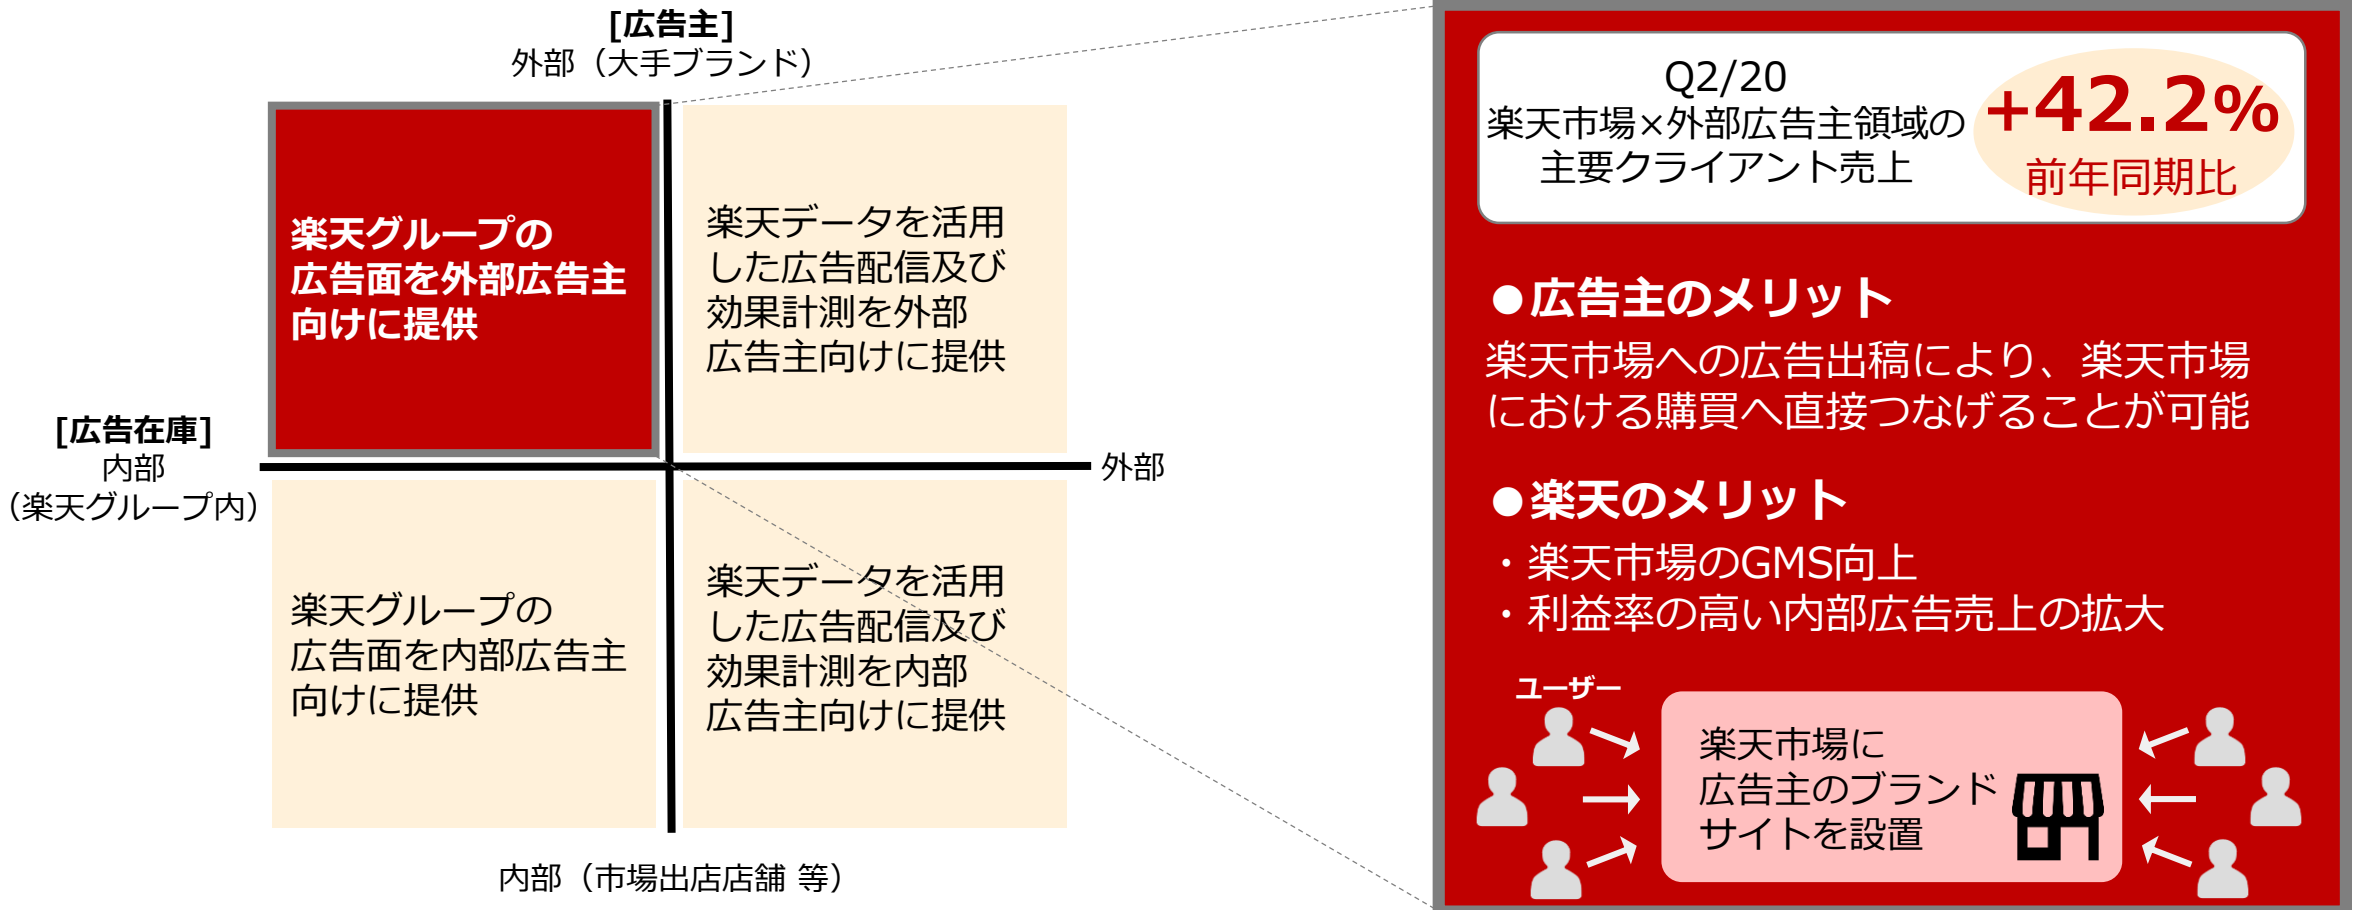 [広告主]
外部（大手ブランド）
楽天グループの
広告面を外部広告主
向けに提供
楽天データを活用
した広告配信及び
効果計測を外部
広告主向けに提供
[広告在庫]
内部
（楽天グループ内）
外部
楽天グループの
広告面を内部広告主
向けに提供
楽天データを活用
した広告配信及び
効果計測を内部
広告主向けに提供
内部（市場出店店舗 等）
Q2/20
楽天市場×外部広告主領域の
主要クライアント売上
+42.2%
前年同期比
●広告主のメリット
楽天市場への広告出稿により、楽天市場
における購買へ直接つなげることが可能
●楽天のメリット
・楽天市場のGMS向上
・利益率の高い内部広告売上の拡大
ユーザー
楽天市場に
広告主のブランド
サイトを設置